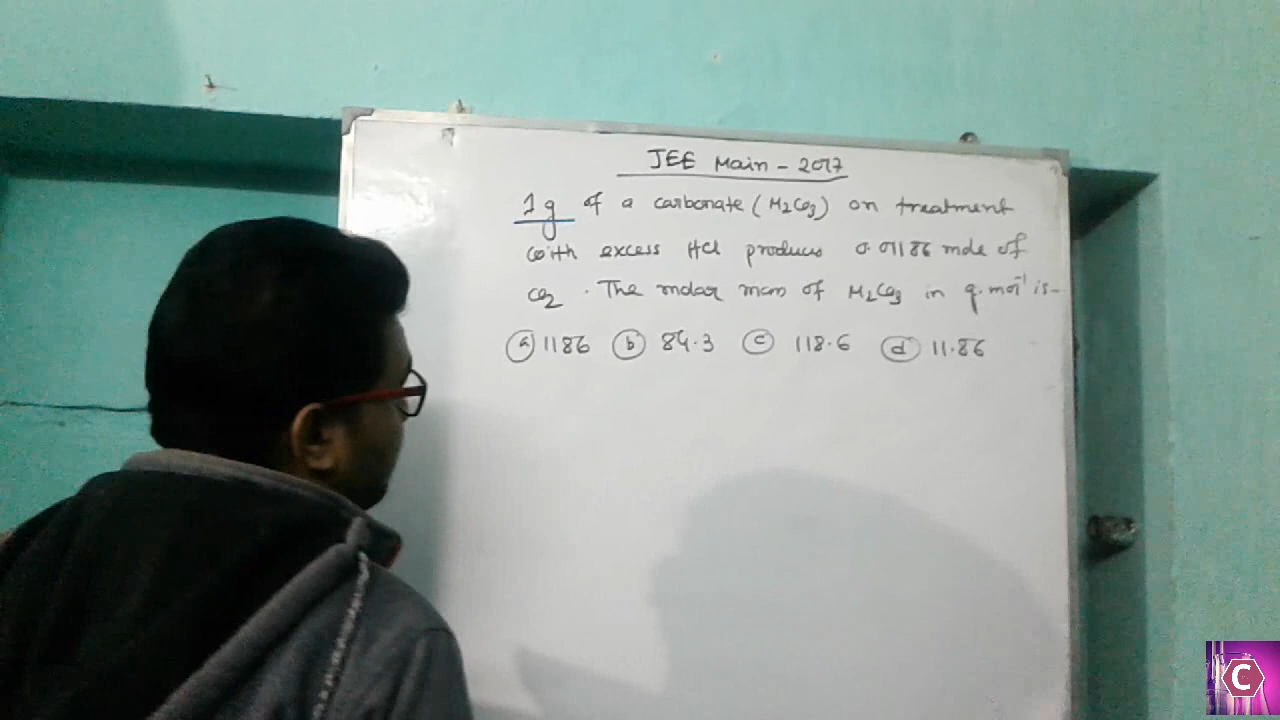 JEE Main - 2017
1 g of a carbonate (M2CO3) on treatment
with excess HCl produces 0.01186 mole of
CO2. The molar mass of M2CO3 in g.mol⁻¹ is-
(a) 1186 (b) 84.3 (c) 118.6 (d) 11.86
C